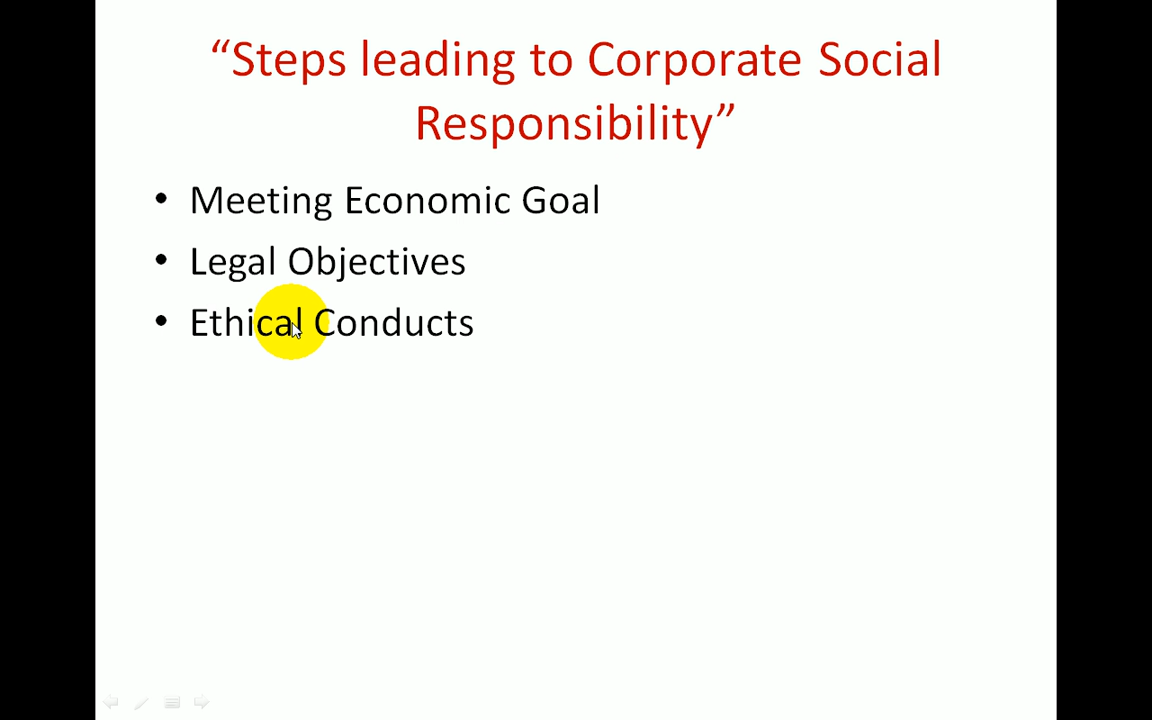 “Steps leading to Corporate Social
Responsibility”
• Meeting Economic Goal
• Legal Objectives
• Ethical Conducts